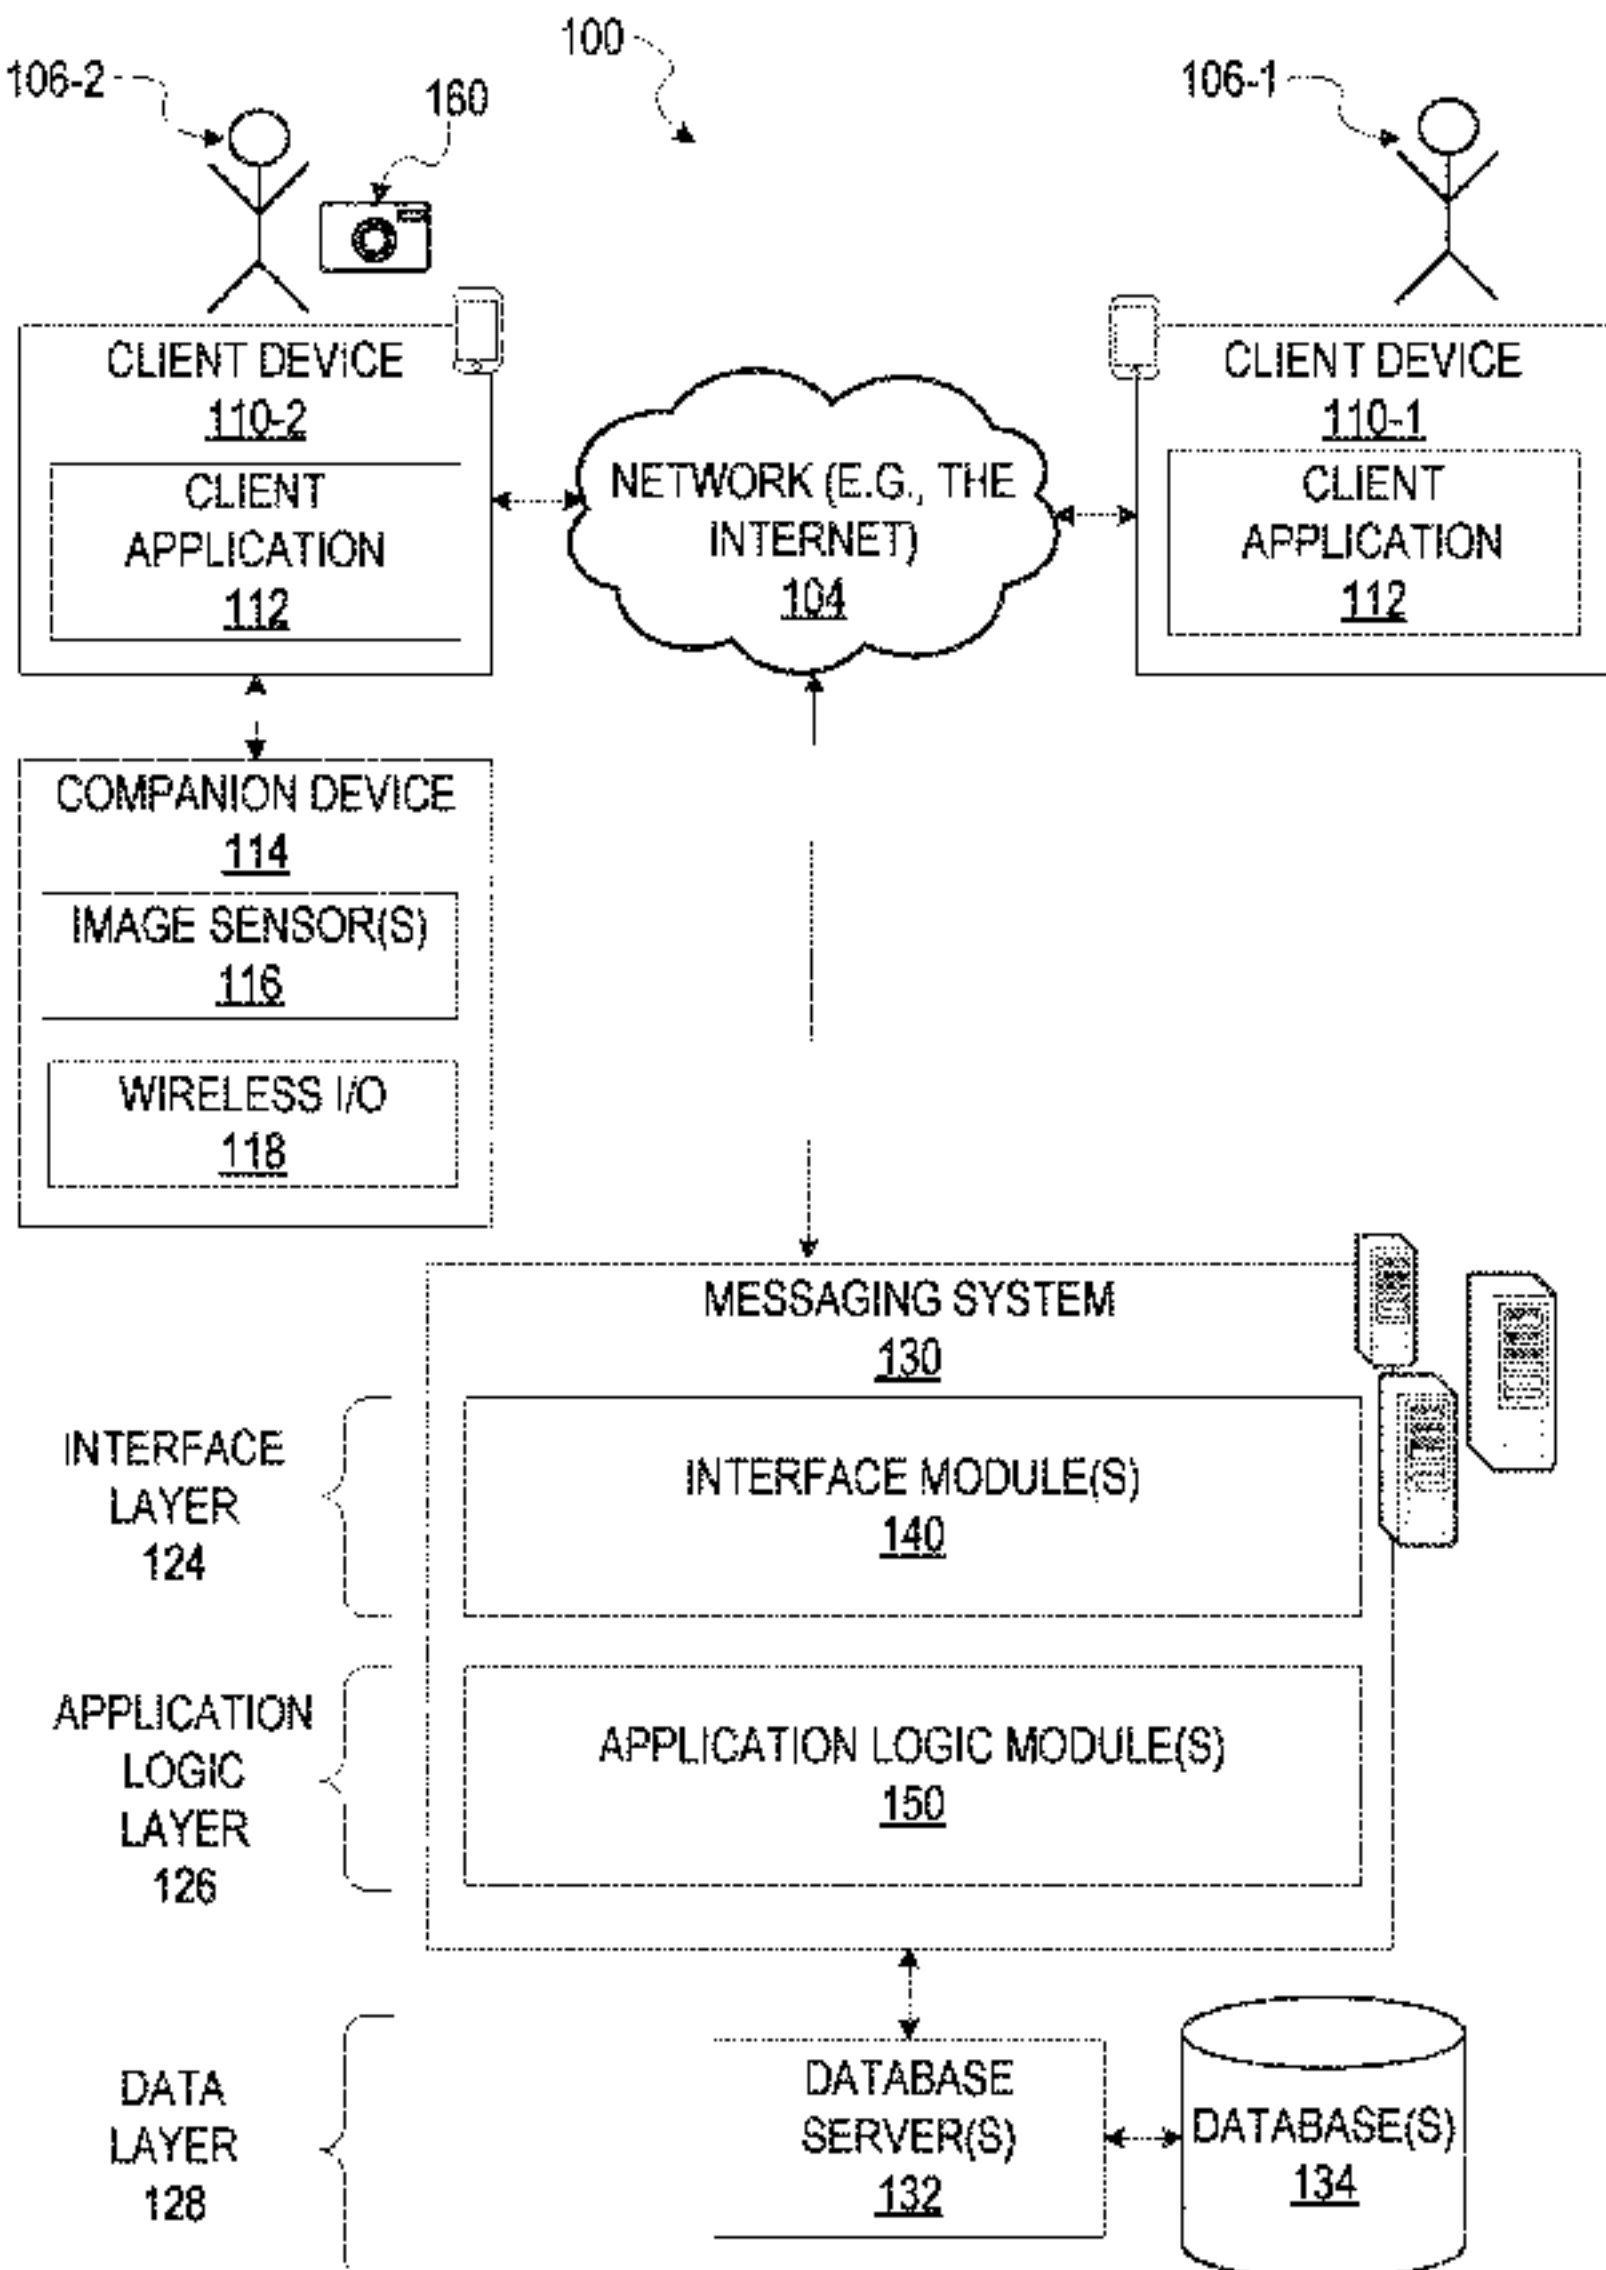 100
106-2
160
106-1
CLIENT DEVICE
110-2
CLIENT
APPLICATION
112
NETWORK (E.G., THE
INTERNET)
104
CLIENT DEVICE
110-1
CLIENT
APPLICATION
112
COMPANION DEVICE
114
IMAGE SENSOR(S)
116
WIRELESS I/O
118
MESSAGING SYSTEM
130
INTERFACE
LAYER
124
INTERFACE MODULE(S)
140
APPLICATION
LOGIC
LAYER
126
APPLICATION LOGIC MODULE(S)
150
DATA
LAYER
128
DATABASE
SERVER(S)
132
DATABASE(S)
134